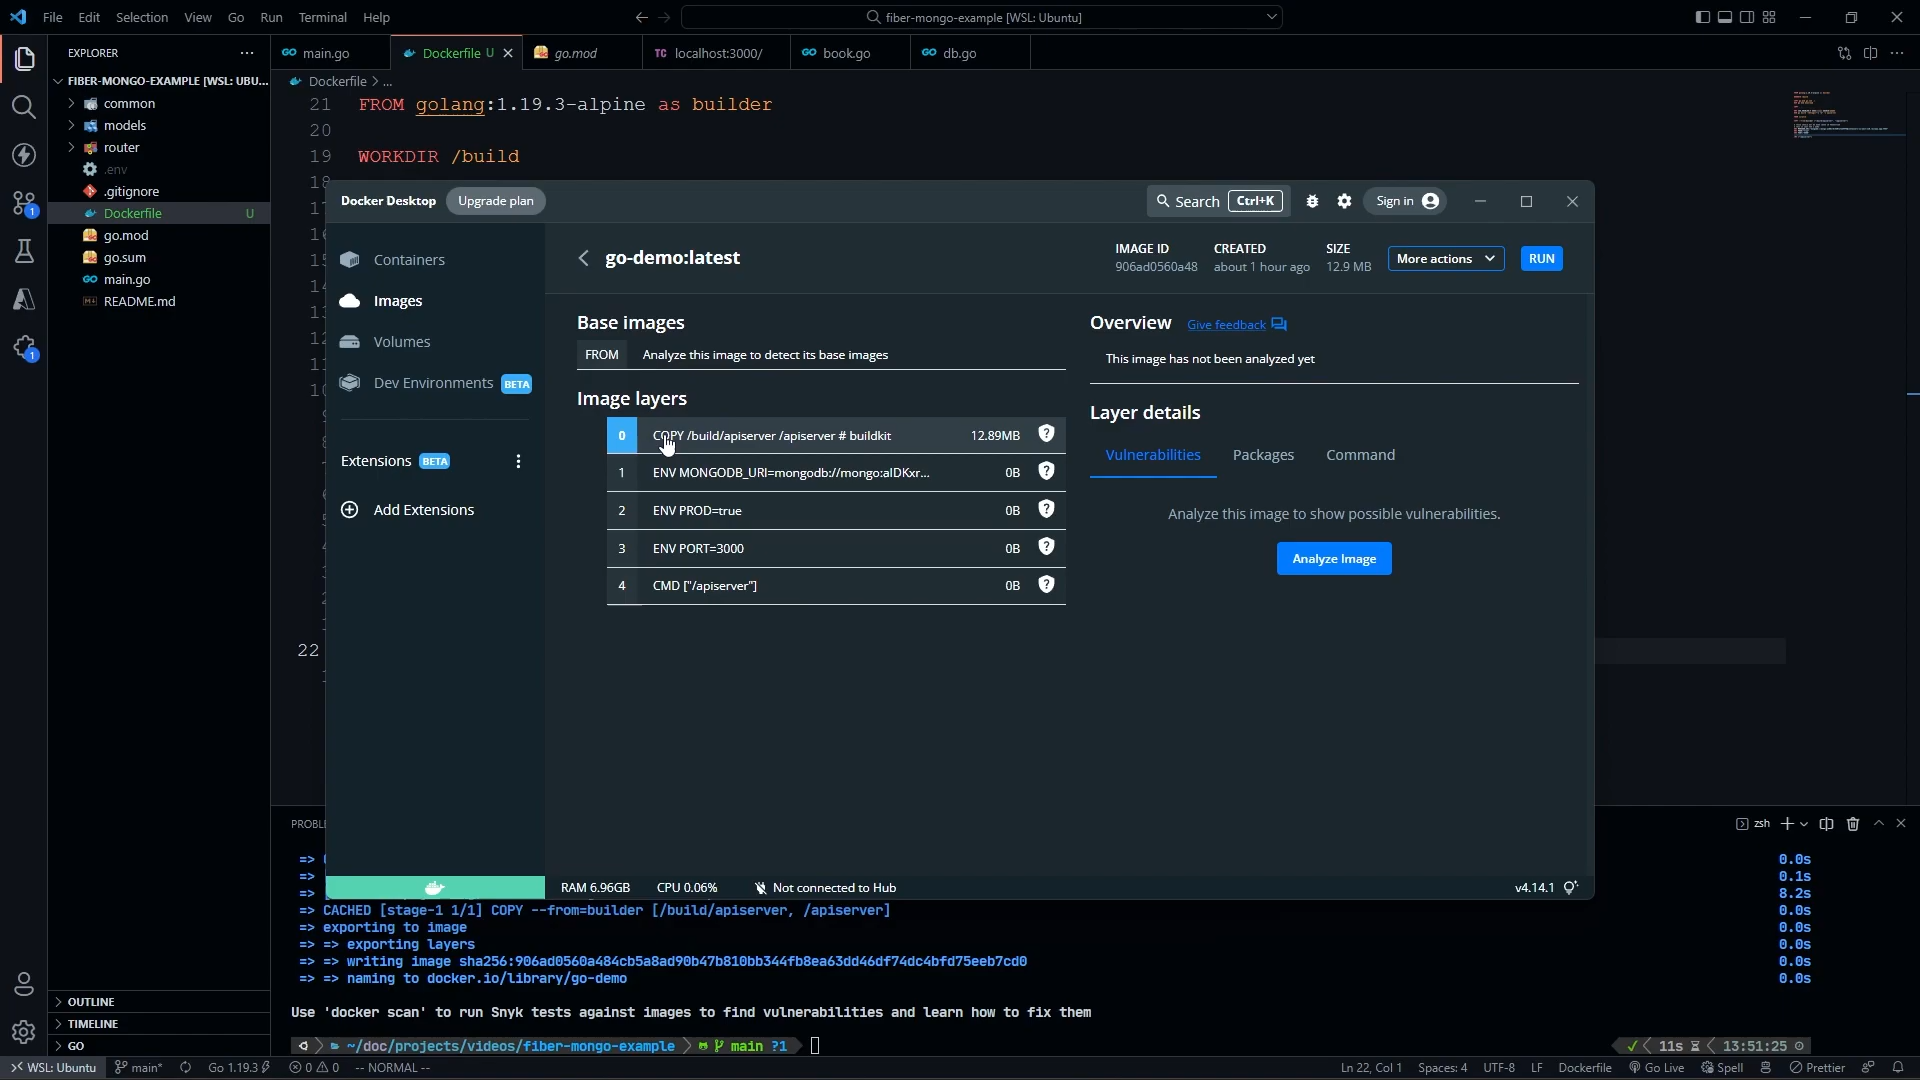 File Edit Selection View Go Run Terminal Help
fiber-mongo-example [WSL: Ubuntu]
EXPLORER
FIBER-MONGO-EXAMPLE [WSL: UBU...
common
models
router
.env
.gitignore
Dockerfile U
go.mod
go.sum
main.go
README.md
OUTLINE
TIMELINE
GO
main.go
Dockerfile U
go.mod
localhost:3000/
book.go
db.go
Dockerfile > ...
21 FROM golang:1.19.3-alpine as builder
20
19 WORKDIR /build
22
Docker Desktop
Upgrade plan
Search Ctrl+K
Sign in
Containers
Images
Volumes
Dev Environments BETA
Extensions BETA
Add Extensions
go-demo:latest
IMAGE ID
906ad0560a48
CREATED
about 1 hour ago
SIZE
12.9 MB
More actions
RUN
Base images
FROM Analyze this image to detect its base images
Image layers
0 COPY /build/apiserver /apiserver # buildkit 12.89MB
1 ENV MONGODB_URI=mongodb://mongo:alDKxr... 0B
2 ENV PROD=true 0B
3 ENV PORT=3000 0B
4 CMD ["/apiserver"] 0B
Overview Give feedback
This image has not been analyzed yet
Layer details
Vulnerabilities Packages Command
Analyze this image to show possible vulnerabilities.
Analyze Image
RAM 6.96GB CPU 0.06% Not connected to Hub v4.14.1
zsh
=> 0.0s
=> 0.1s
=> 8.2s
=> CACHED [stage-1 1/1] COPY --from=builder [/build/apiserver, /apiserver] 0.0s
=> exporting to image 0.0s
=> => exporting layers 0.0s
=> => writing image sha256:906ad0560a484cb5a8ad90b47b810bb344fb8ea63dd46df74dc4bfd75eeb7cd0 0.0s
=> => naming to docker.io/library/go-demo 0.0s
Use 'docker scan' to run Snyk tests against images to find vulnerabilities and learn how to fix them
~/doc/projects/videos/fiber-mongo-example main ?1 11s 13:51:25
WSL: Ubuntu main* Go 1.19.3 0 0 -- NORMAL -- Ln 22, Col 1 Spaces: 4 UTF-8 LF Dockerfile Go Live Spell Prettier